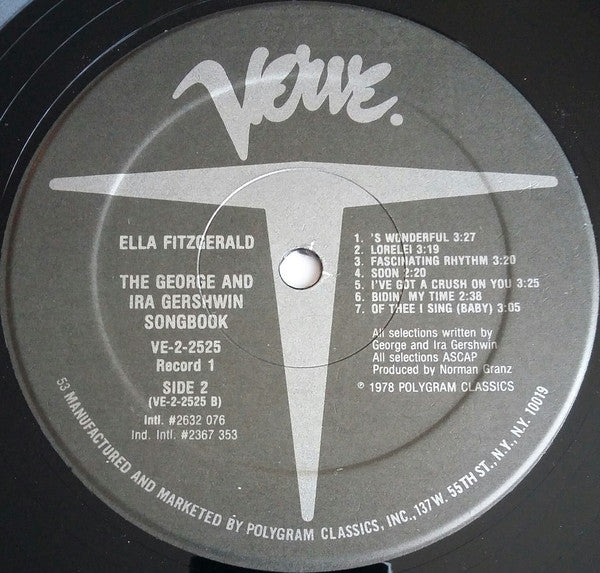 Verve.
ELLA FITZGERALD
THE GEORGE AND
IRA GERSHWIN
SONGBOOK
VE-2-2525
Record 1
SIDE 2
(VE-2-2525 B)
Intl. #2632 076
Ind. Intl. #2367 353
1. 'S WONDERFUL 3:27
2. LORELEI 3:19
3. FASCINATING RHYTHM 3:20
4. SOON 2:20
5. I'VE GOT A CRUSH ON YOU 3:25
6. BIDIN' MY TIME 2:38
7. OF THEE I SING (BABY) 3:05
All selections written by
George and Ira Gershwin
All selections ASCAP
Produced by Norman Granz
℗ 1978 POLYGRAM CLASSICS
53 MANUFACTURED AND MARKETED BY POLYGRAM CLASSICS, INC., 137 W. 55TH ST., N.Y., N.Y. 10019